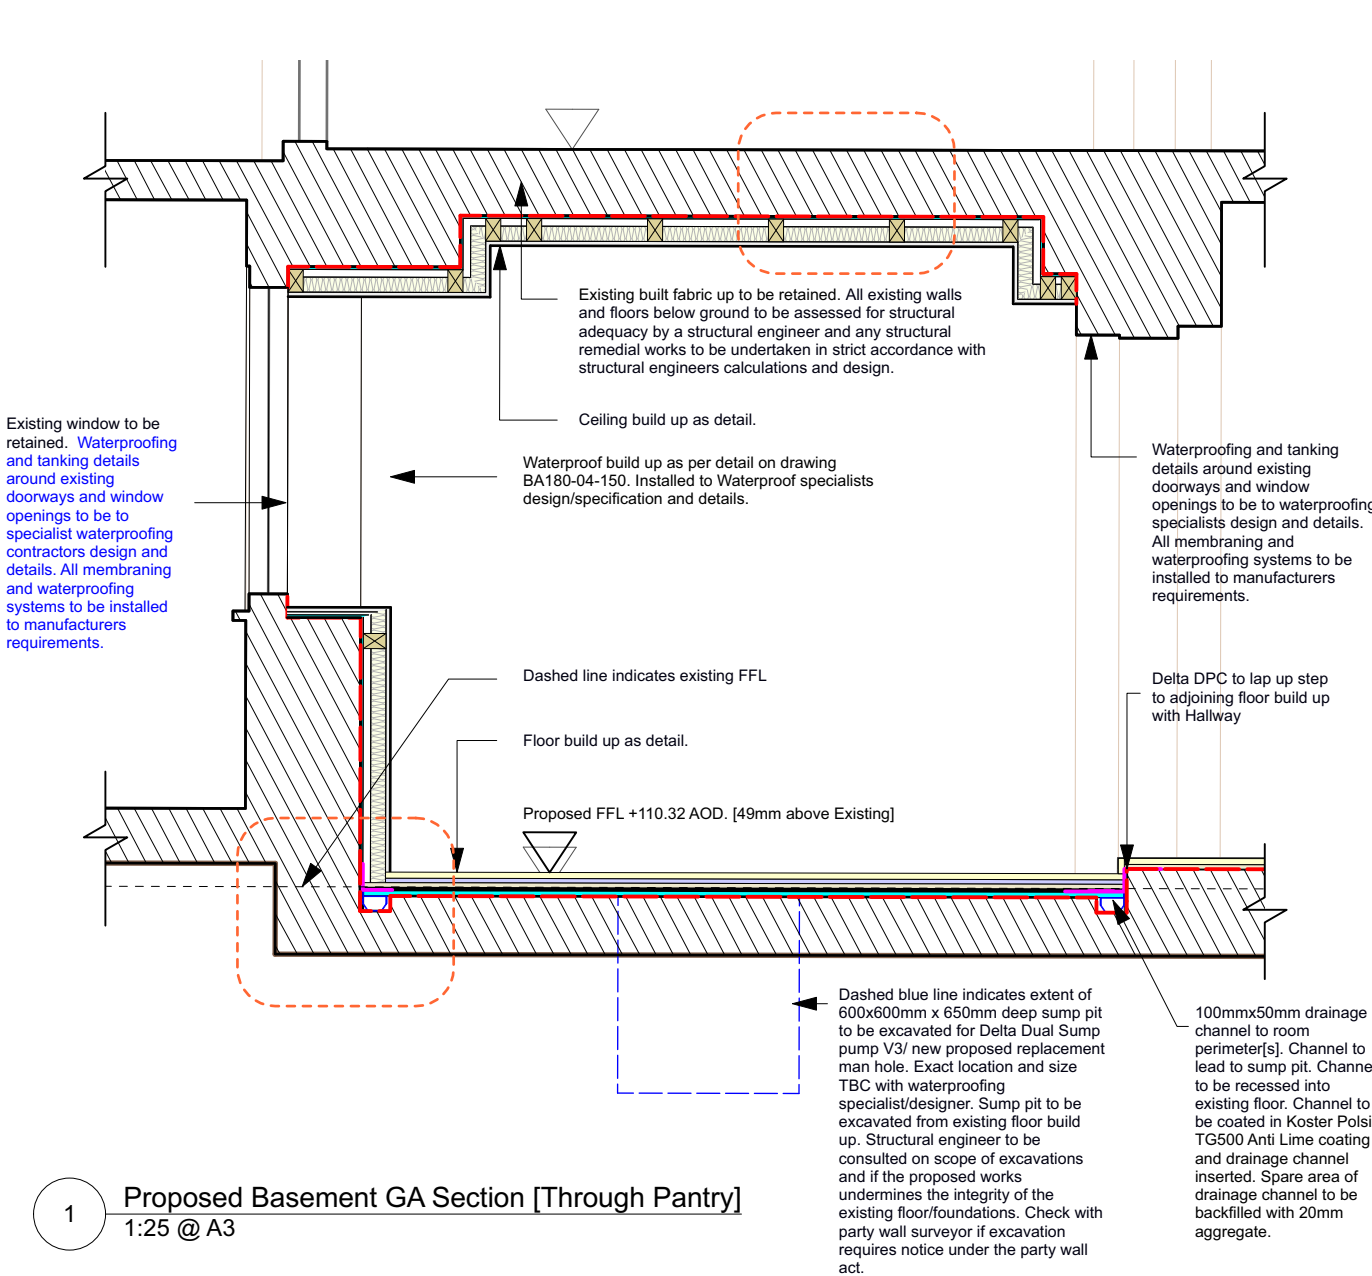 Existing built fabric up to be retained. All existing walls
and floors below ground to be assessed for structural
adequacy by a structural engineer and any structural
remedial works to be undertaken in strict accordance with
structural engineers calculations and design.
Ceiling build up as detail.
Existing window to be
retained.  Waterproofing
and tanking details
around existing
doorways and window
openings to be to
specialist waterproofing
contractors design and
details. All membraning
and waterproofing
systems to be installed
to manufacturers
requirements.
Waterproof build up as per detail on drawing
BA180-04-150. Installed to Waterproof specialists
design/specification and details.
Waterproofing and tanking
details around existing
doorways and window
openings to be to waterproofing
specialists design and details.
All membraning and
waterproofing systems to be
installed to manufacturers
requirements.
Dashed line indicates existing FFL
Delta DPC to lap up step
to adjoining floor build up
with Hallway
Floor build up as detail.
Proposed FFL +110.32 AOD. [49mm above Existing]
Dashed blue line indicates extent of
600x600mm x 650mm deep sump pit
to be excavated for Delta Dual Sump
pump V3/ new proposed replacement
man hole. Exact location and size
TBC with waterproofing
specialist/designer. Sump pit to be
excavated from existing floor build
up. Structural engineer to be
consulted on scope of excavations
and if the proposed works
undermines the integrity of the
existing floor/foundations. Check with
party wall surveyor if excavation
requires notice under the party wall
act.
100mmx50mm drainage
channel to room
perimeter[s]. Channel to
lead to sump pit. Channe
to be recessed into
existing floor. Channel to
be coated in Koster Polsi
TG500 Anti Lime coating
and drainage channel
inserted. Spare area of
drainage channel to be
backfilled with 20mm
aggregate.
1
Proposed Basement GA Section [Through Pantry]
1:25 @ A3